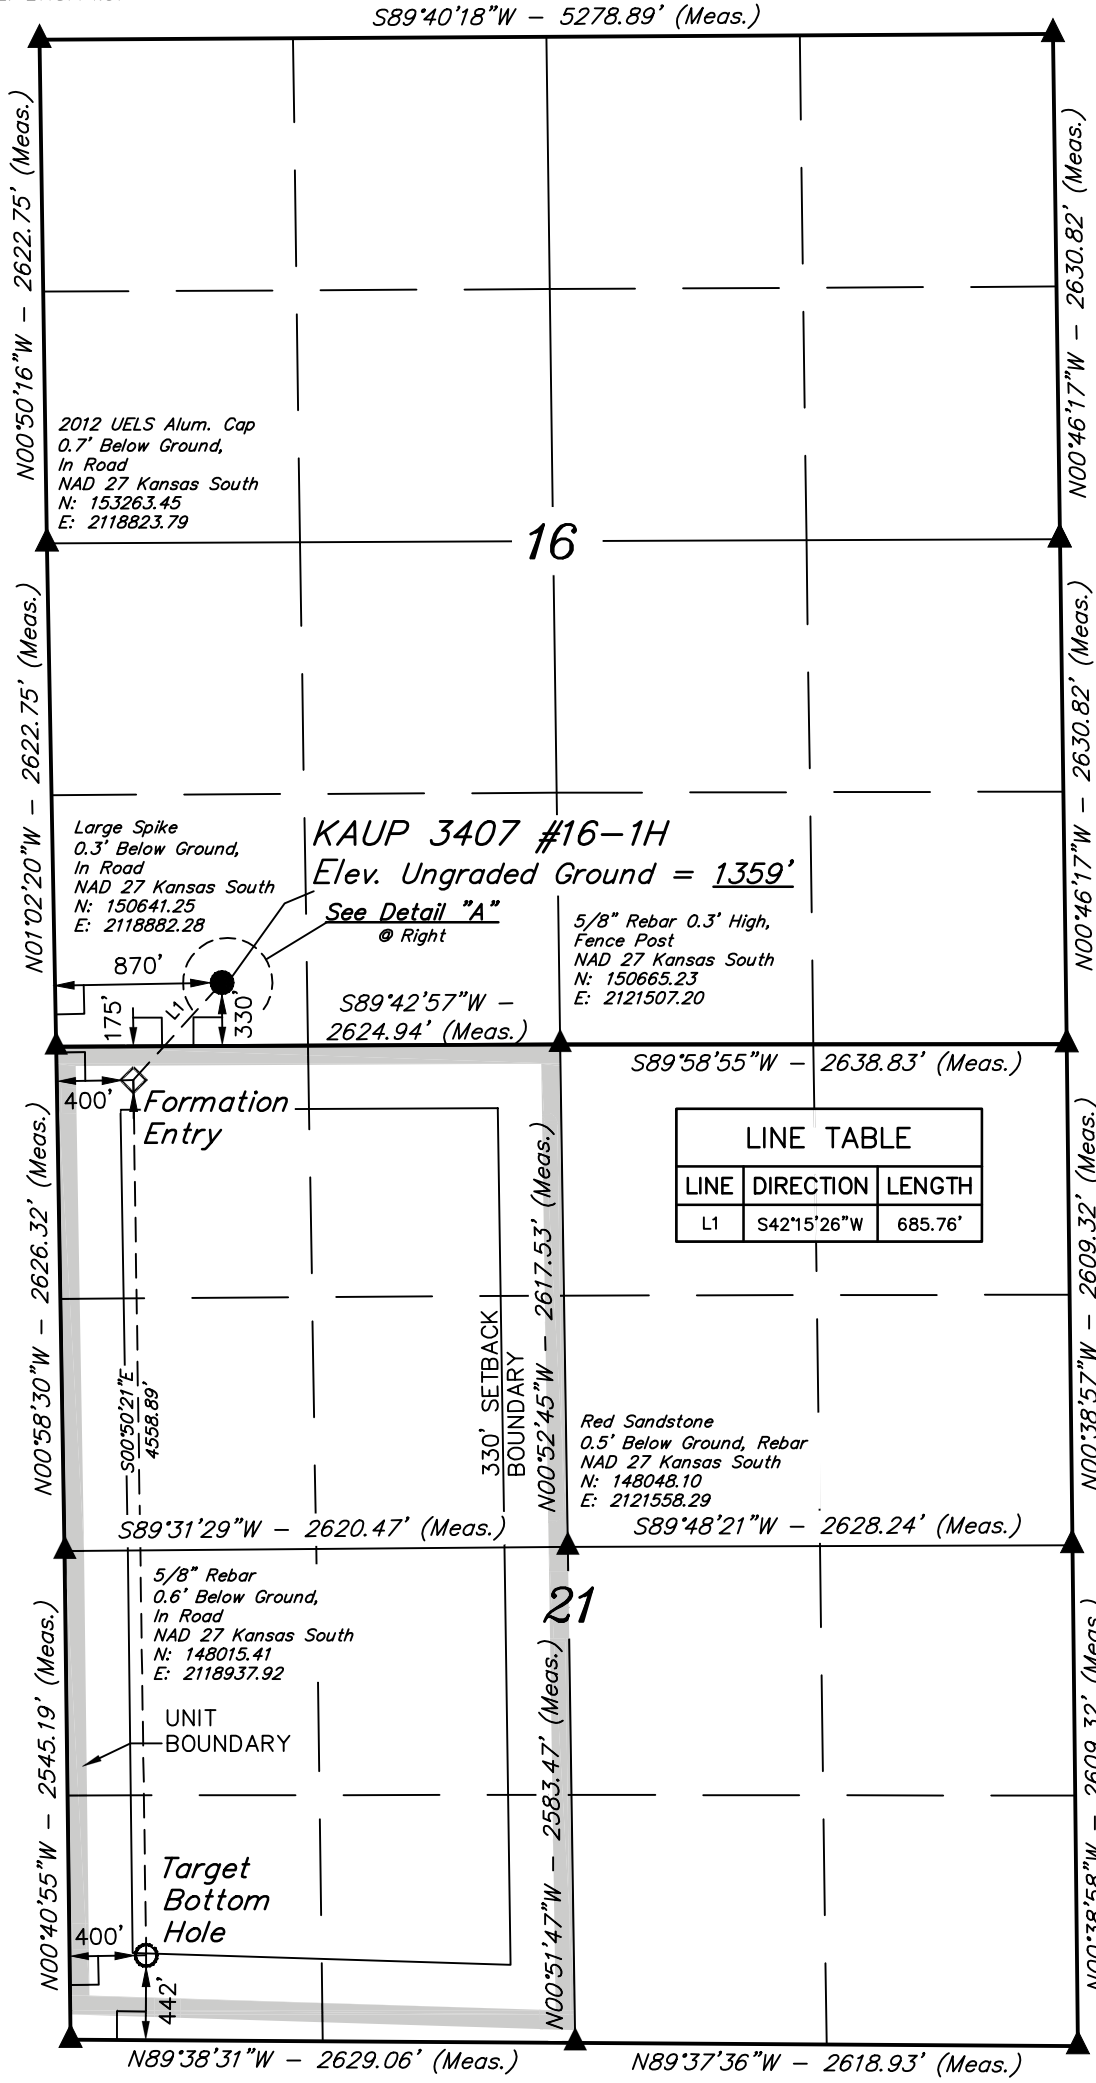 S89°40'18"W - 5278.89' (Meas.)
N00°50'16"W - 2622.75' (Meas.)
N00°46'17"W - 2630.82' (Meas.)
2012 UELS Alum. Cap
0.7' Below Ground,
In Road
NAD 27 Kansas South
N: 153263.45
E: 2118823.79
16
N01°02'20"W - 2622.75' (Meas.)
N00°46'17"W - 2630.82' (Meas.)
Large Spike
0.3' Below Ground,
In Road
NAD 27 Kansas South
N: 150641.25
E: 2118882.28
KAUP 3407 #16-1H
Elev. Ungraded Ground = 1359'
See Detail "A"
@ Right
5/8" Rebar 0.3' High,
Fence Post
NAD 27 Kansas South
N: 150665.23
E: 2121507.20
870'
175'
L1
330'
S89°42'57"W -
2624.94' (Meas.)
S89°58'55"W - 2638.83' (Meas.)
400'
Formation
Entry
LINE TABLE
LINE DIRECTION LENGTH
L1 S42°15'26"W 685.76'
N00°58'30"W - 2626.32' (Meas.)
S00°50'21"E
4558.89'
330' SETBACK
BOUNDARY
N00°52'45"W - 2617.53' (Meas.)
N00°38'57"W - 2609.32' (Meas.)
Red Sandstone
0.5' Below Ground, Rebar
NAD 27 Kansas South
N: 148048.10
E: 2121558.29
S89°31'29"W - 2620.47' (Meas.)
S89°48'21"W - 2628.24' (Meas.)
5/8" Rebar
0.6' Below Ground,
In Road
NAD 27 Kansas South
N: 148015.41
E: 2118937.92
21
UNIT
BOUNDARY
N00°40'55"W - 2545.19' (Meas.)
N00°51'47"W - 2583.47' (Meas.)
N00°38'58"W - 2609.32' (Meas.)
Target
Bottom
Hole
400'
442'
N89°38'31"W - 2629.06' (Meas.)
N89°37'36"W - 2618.93' (Meas.)